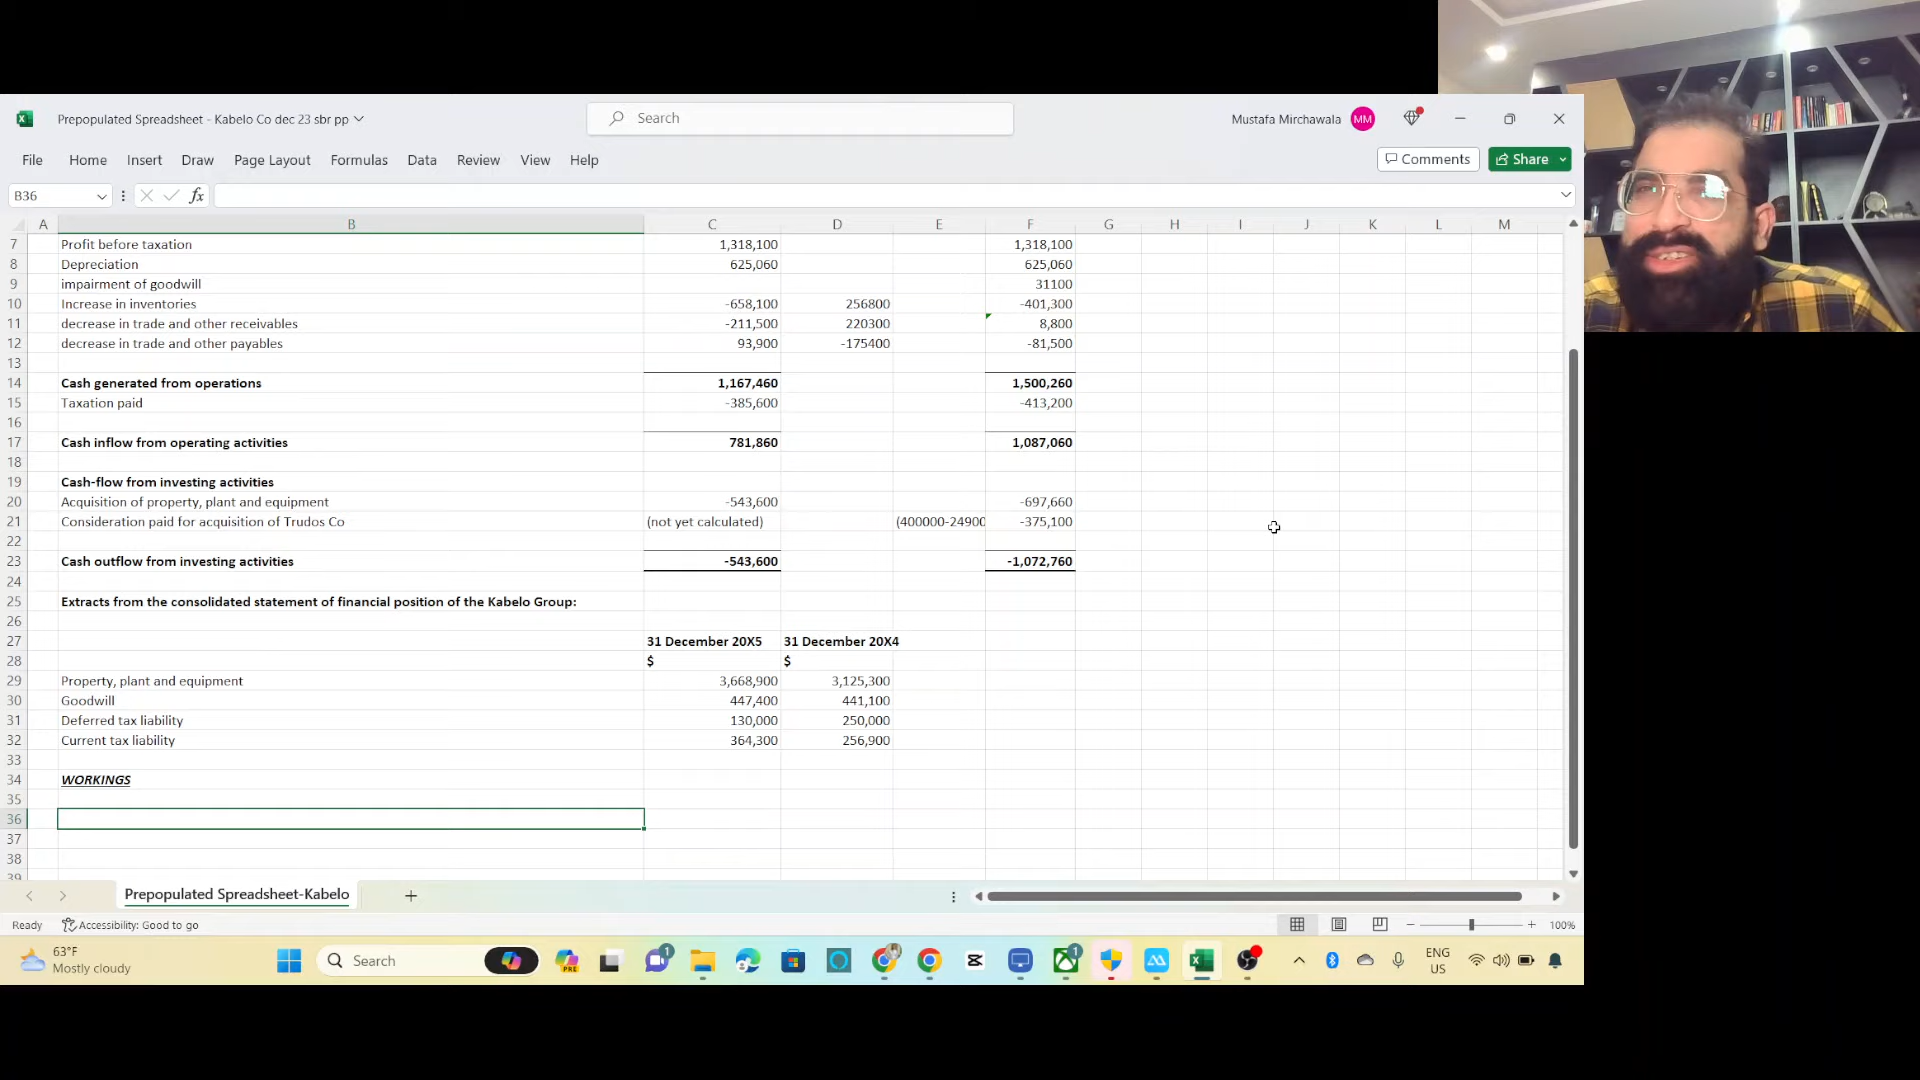 Prepopulated Spreadsheet - Kabelo Co dec 23 sbr pp
Search
Mustafa Mirchawala MM
File Home Insert Draw Page Layout Formulas Data Review View Help
Comments Share
B36 fx
A B C D E F G H I J K L M
7 Profit before taxation 1,318,100 1,318,100
8 Depreciation 625,060 625,060
9 impairment of goodwill 31100
10 Increase in inventories -658,100 256800 -401,300
11 decrease in trade and other receivables -211,500 220300 8,800
12 decrease in trade and other payables 93,900 -175400 -81,500
13
14 Cash generated from operations 1,167,460 1,500,260
15 Taxation paid -385,600 -413,200
16
17 Cash inflow from operating activities 781,860 1,087,060
18
19 Cash-flow from investing activities
20 Acquisition of property, plant and equipment -543,600 -697,660
21 Consideration paid for acquisition of Trudos Co (not yet calculated) (400000-24900 -375,100
22
23 Cash outflow from investing activities -543,600 -1,072,760
24
25 Extracts from the consolidated statement of financial position of the Kabelo Group:
26
27 31 December 20X5 31 December 20X4
28 $ $
29 Property, plant and equipment 3,668,900 3,125,300
30 Goodwill 447,400 441,100
31 Deferred tax liability 130,000 250,000
32 Current tax liability 364,300 256,900
33
34 WORKINGS
35
36
37
38
39
Prepopulated Spreadsheet-Kabelo
Ready Accessibility: Good to go 100%
63°F
Mostly cloudy
Search
PRE
1
1
ENG
US